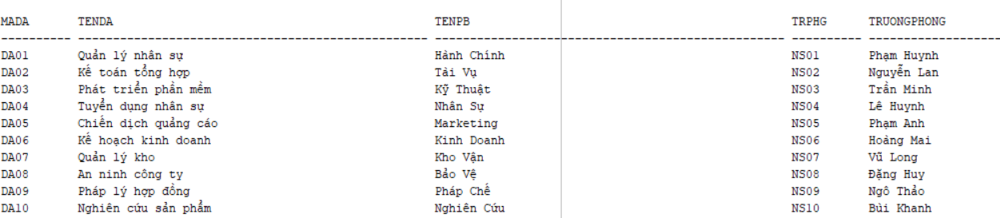 MADA TENDA TENPB TRPHG TRUONGPHONG
---------- -------------------------------------------------- -------------------------------------------------- ---------- -------------------
DA01 Quản lý nhân sự Hành Chính NS01 Phạm Huynh
DA02 Kế toán tổng hợp Tài Vụ NS02 Nguyễn Lan
DA03 Phát triển phần mềm Kỹ Thuật NS03 Trần Minh
DA04 Tuyển dụng nhân sự Nhân Sự NS04 Lê Huynh
DA05 Chiến dịch quảng cáo Marketing NS05 Phạm Anh
DA06 Kế hoạch kinh doanh Kinh Doanh NS06 Hoàng Mai
DA07 Quản lý kho Kho Vận NS07 Vũ Long
DA08 An ninh công ty Bảo Vệ NS08 Đặng Huy
DA09 Pháp lý hợp đồng Pháp Chế NS09 Ngô Thảo
DA10 Nghiên cứu sản phẩm Nghiên Cứu NS10 Bùi Khanh